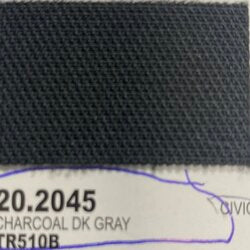 20.2045
CHARCOAL DK GRAY
TR510B
CIVIC